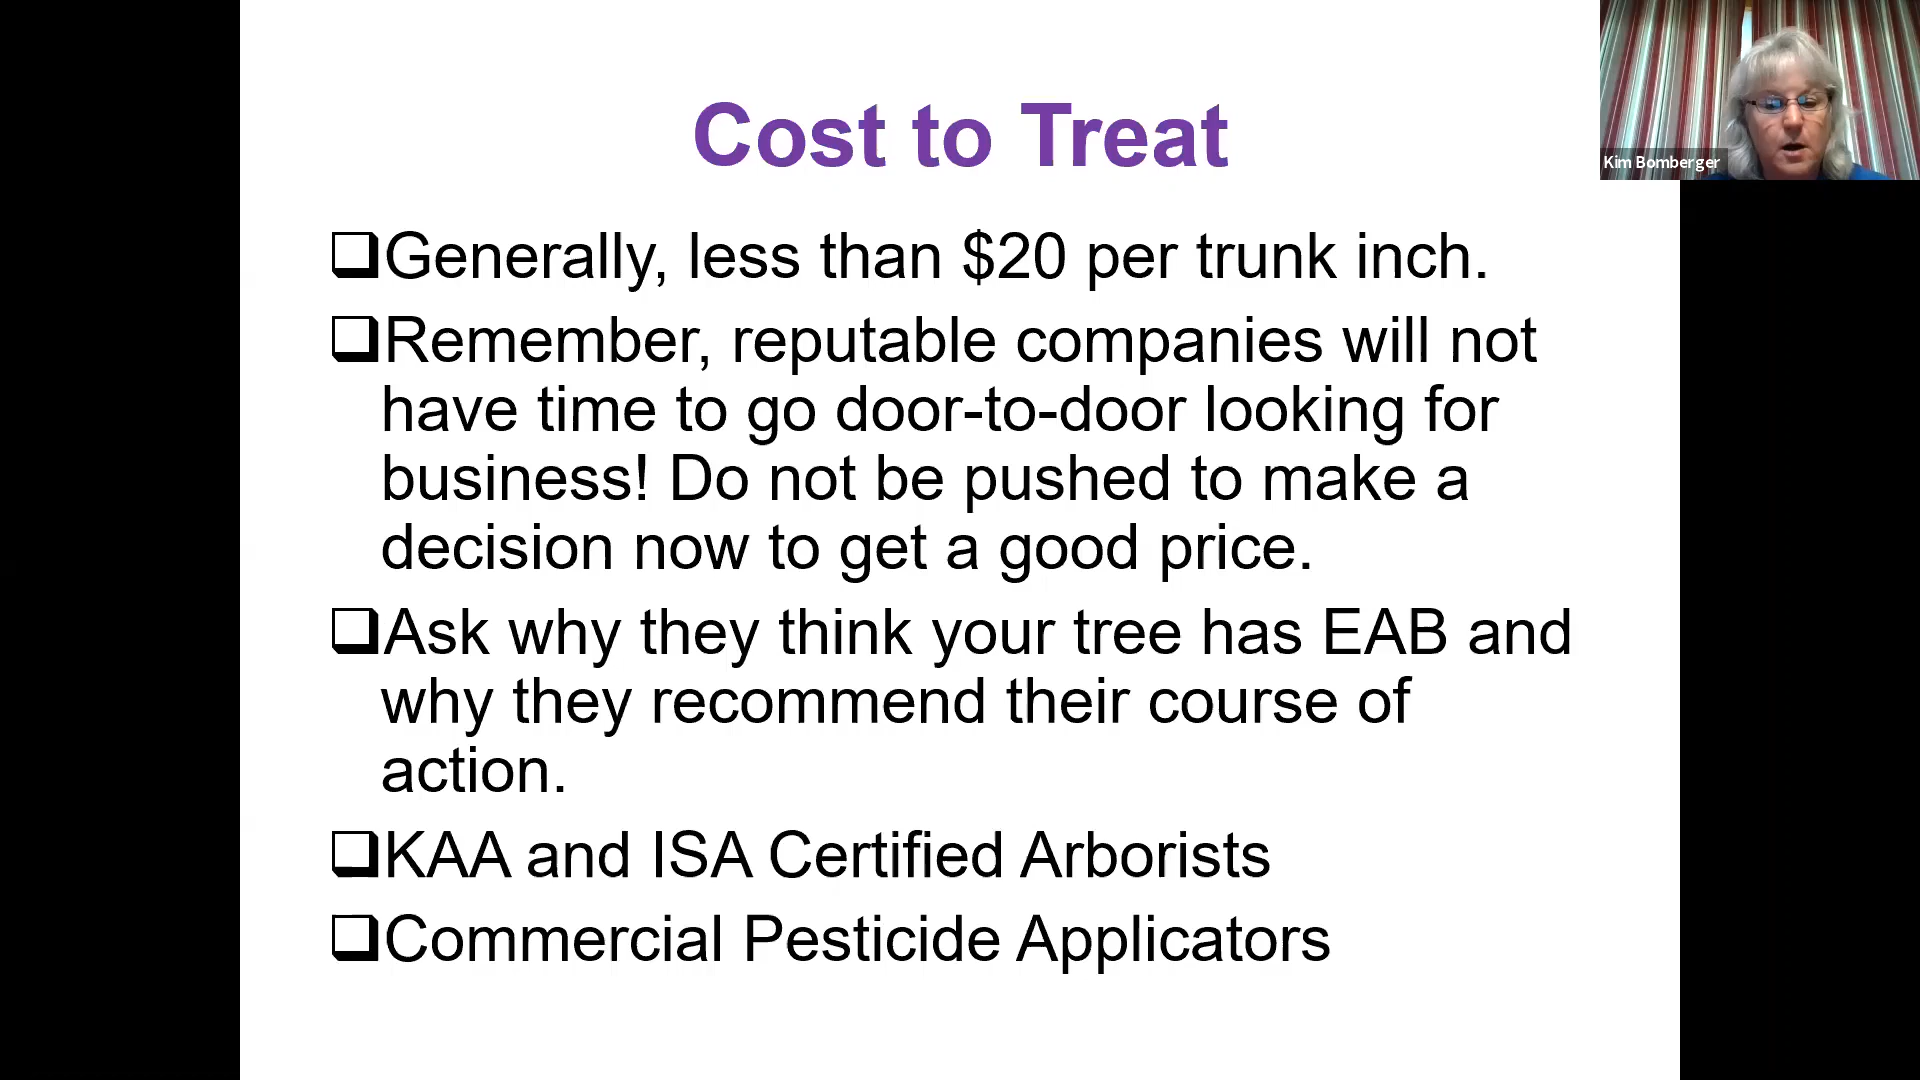 Cost to Treat
Kim Bomberger
❑Generally, less than $20 per trunk inch.
❑Remember, reputable companies will not
have time to go door-to-door looking for
business! Do not be pushed to make a
decision now to get a good price.
❑Ask why they think your tree has EAB and
why they recommend their course of
action.
❑KAA and ISA Certified Arborists
❑Commercial Pesticide Applicators